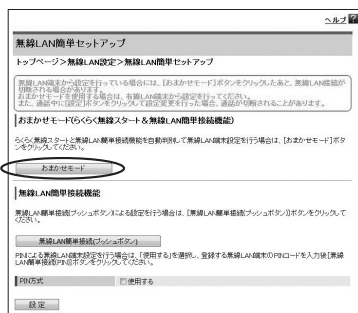 ヘルプ?
無線LAN簡単セットアップ
トップページ>無線LAN設定>無線LAN簡単セットアップ
無線LAN端末から設定を行っている場合には、[おまかせモード]ボタンをクリックしたあと、無線LAN接続が
切断される場合があります。
おまかせモードを使用する場合は、有線LAN端末から設定を行ってください。
また、通話中に[設定]ボタンをクリックして設定変更を行った場合、通話が切断されることがあります。
おまかせモード(らくらく無線スタート&無線LAN簡単接続機能)
らくらく無線スタートと無線LAN簡単接続機能を自動判別して無線LAN端末設定を行う場合は、[おまかせモード]ボタ
ンをクリックしてください。
おまかせモード
無線LAN簡単接続機能
無線LAN簡単接続(プッシュボタン)による設定を行う場合は、[無線LAN簡単接続(プッシュボタン)]ボタンをクリックして
ください。
無線LAN簡単接続(プッシュボタン)
PINによる無線LAN端末設定を行う場合は、「使用する」を選択し、登録する無線LAN端末のPINコードを入力後[無線
LAN簡単接続(PIN)]ボタンをクリックしてください。
PIN方式 使用する
設定